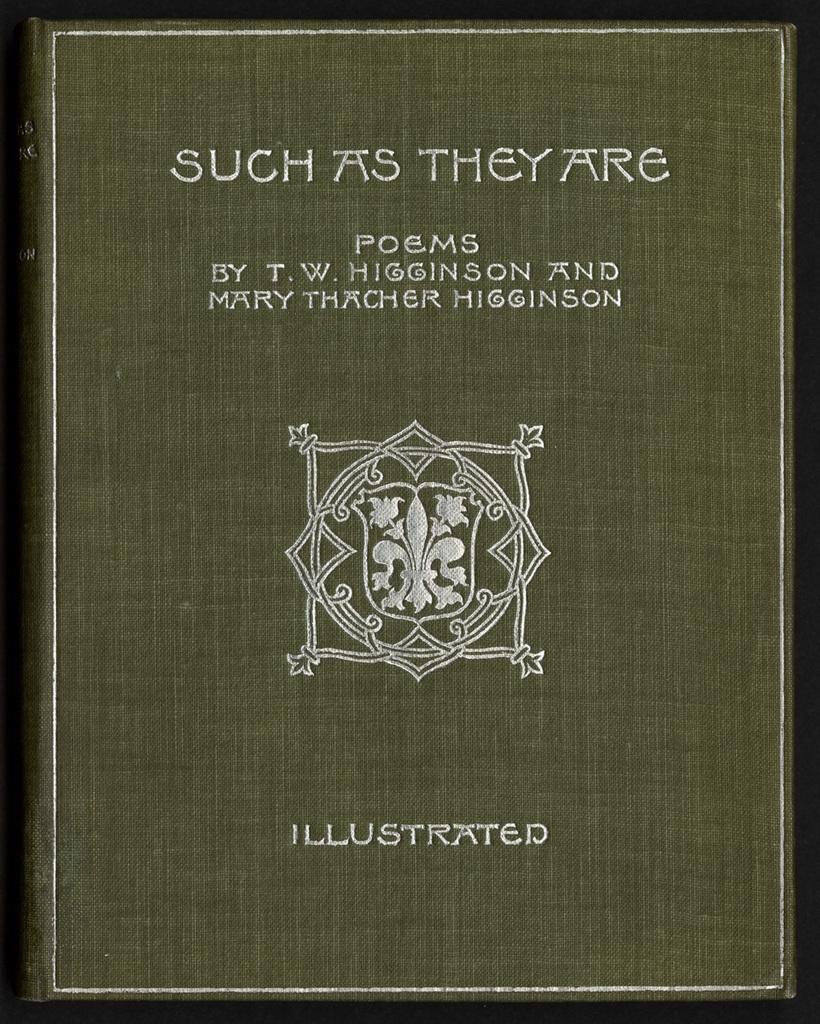 SUCH AS THEY ARE
POEMS
BY T. W. HIGGINSON AND
MARY THACHER HIGGINSON
ILLUSTRATED